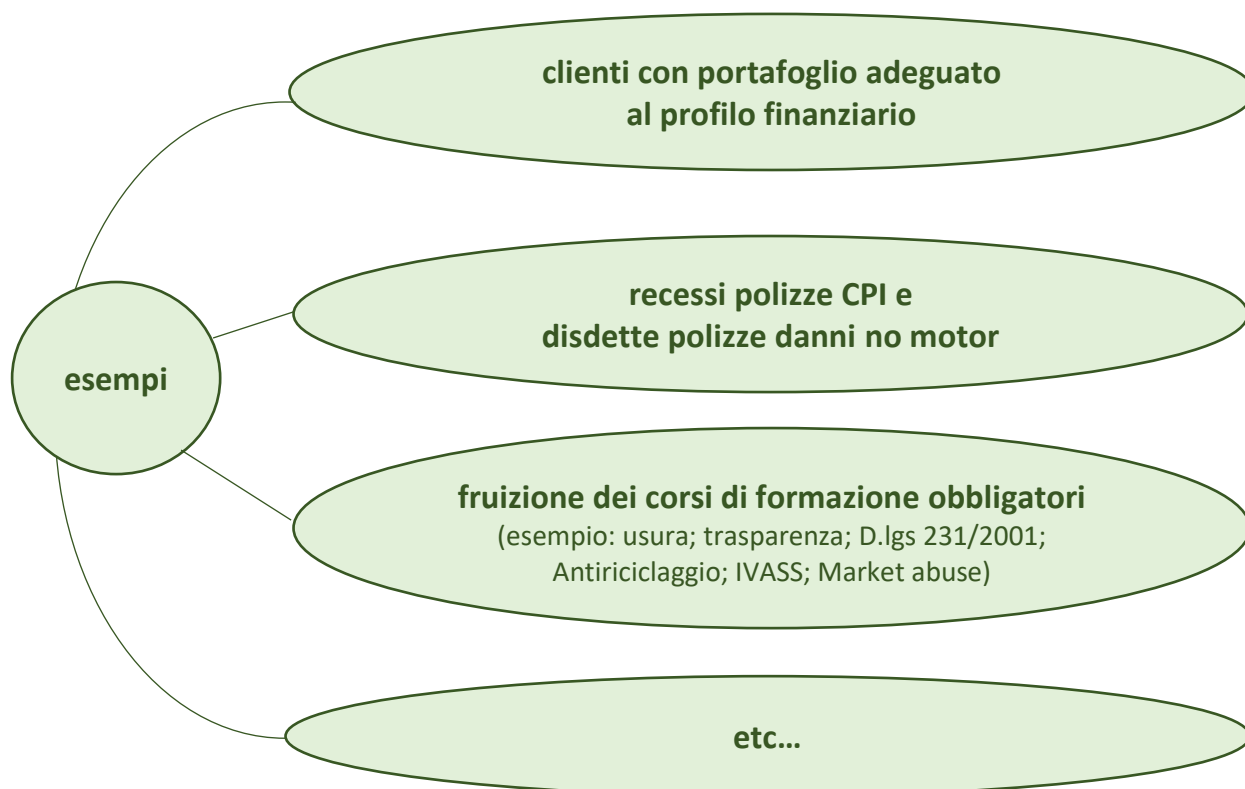 clienti con portafoglio adeguato
al profilo finanziario
recessi polizze CPI e
disdette polizze danni no motor
esempi
fruizione dei corsi di formazione obbligatori
(esempio: usura; trasparenza; D.lgs 231/2001;
Antiriciclaggio; IVASS; Market abuse)
etc…